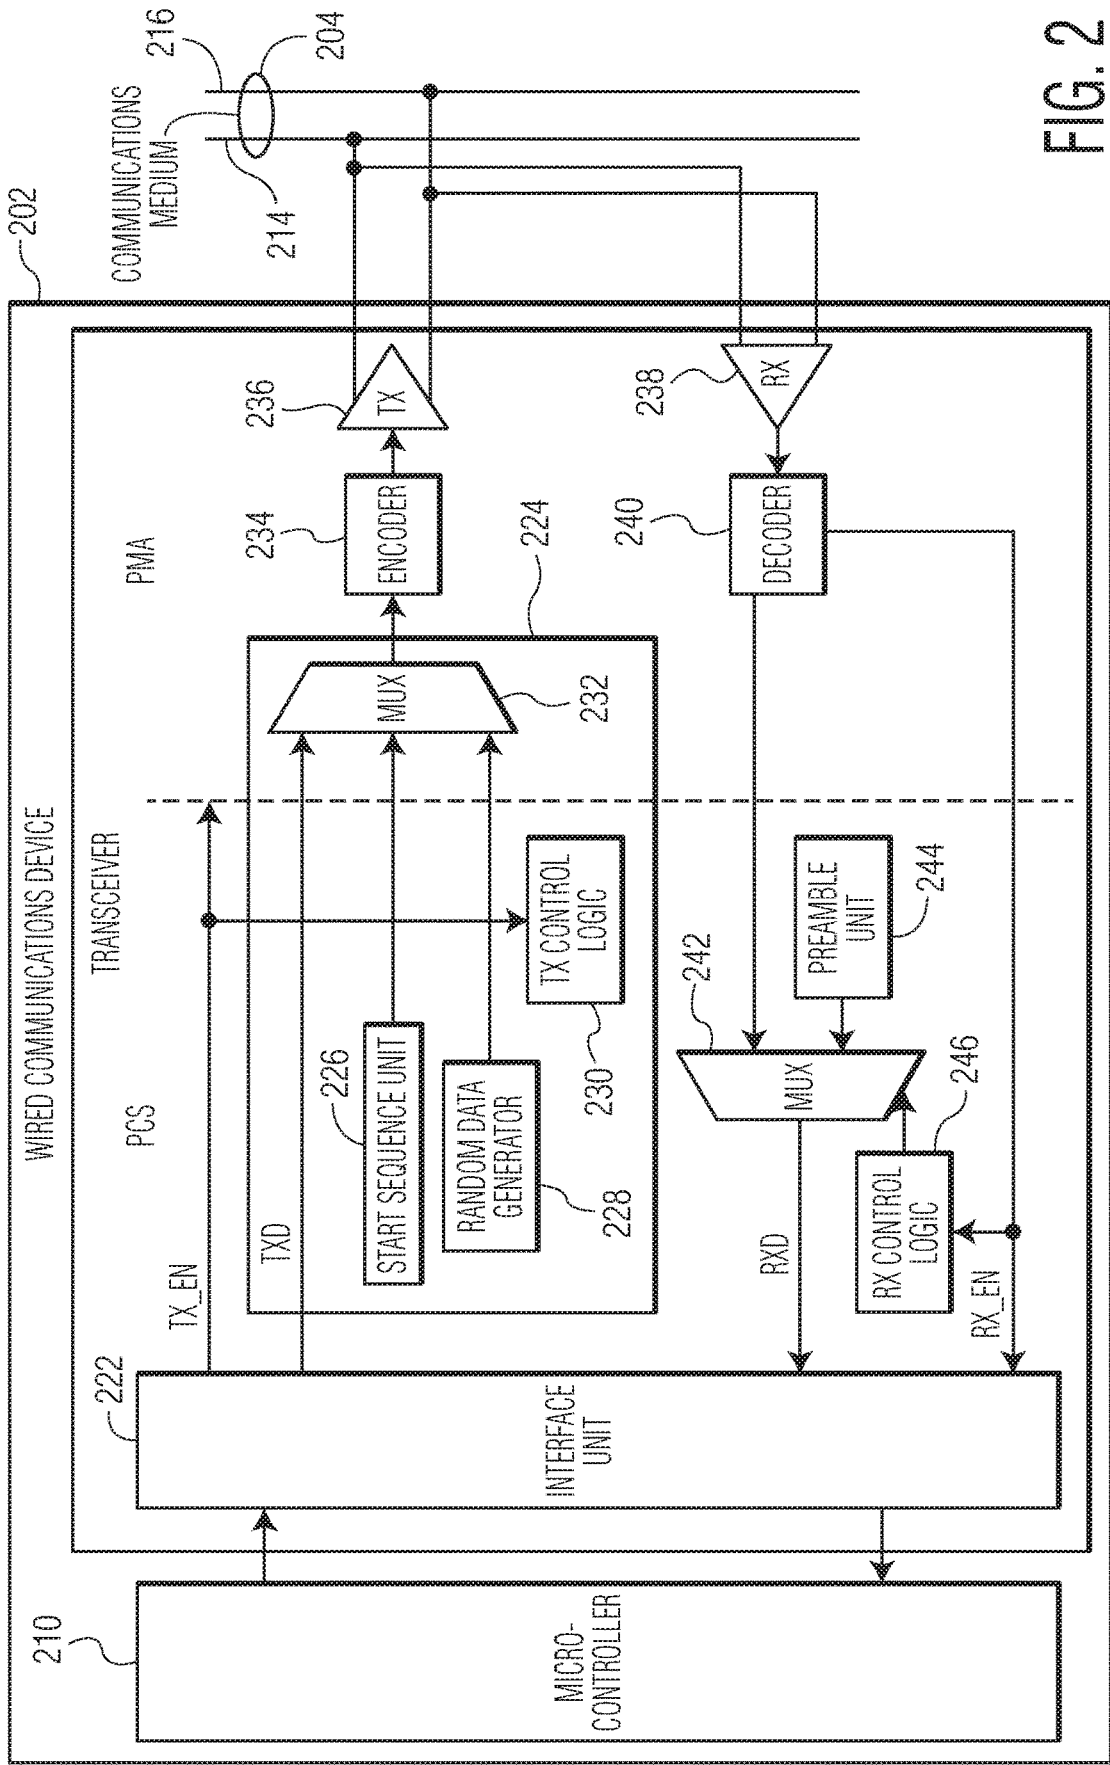 WIRED COMMUNICATIONS DEVICE
202
TRANSCEIVER
COMMUNICATIONS
MEDIUM
216
204
214
210
MICRO-
CONTROLLER
222
INTERFACE
UNIT
PCS
PMA
TX_EN
TXD
226
START SEQUENCE UNIT
RANDOM DATA
GENERATOR
228
TX CONTROL
LOGIC
230
MUX
232
224
234
ENCODER
236
TX
238
RX
240
DECODER
242
MUX
PREAMBLE
UNIT
244
RX CONTROL
LOGIC
246
RXD
RX_EN
FIG. 2